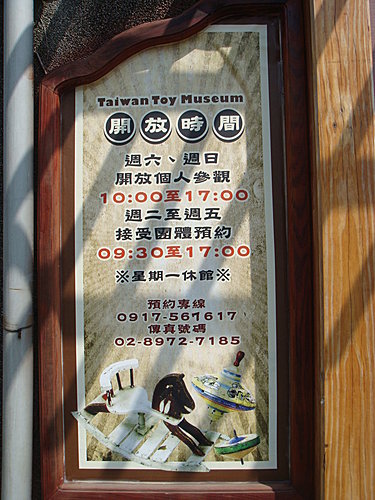 Taiwan Toy Museum
開放時間
週六、週日
開放個人參觀
10:00至17:00
週二至週五
接受團體預約
09:30至17:00
※星期一休館※
預約專線
0917-561617
傳真號碼
02-8972-7185